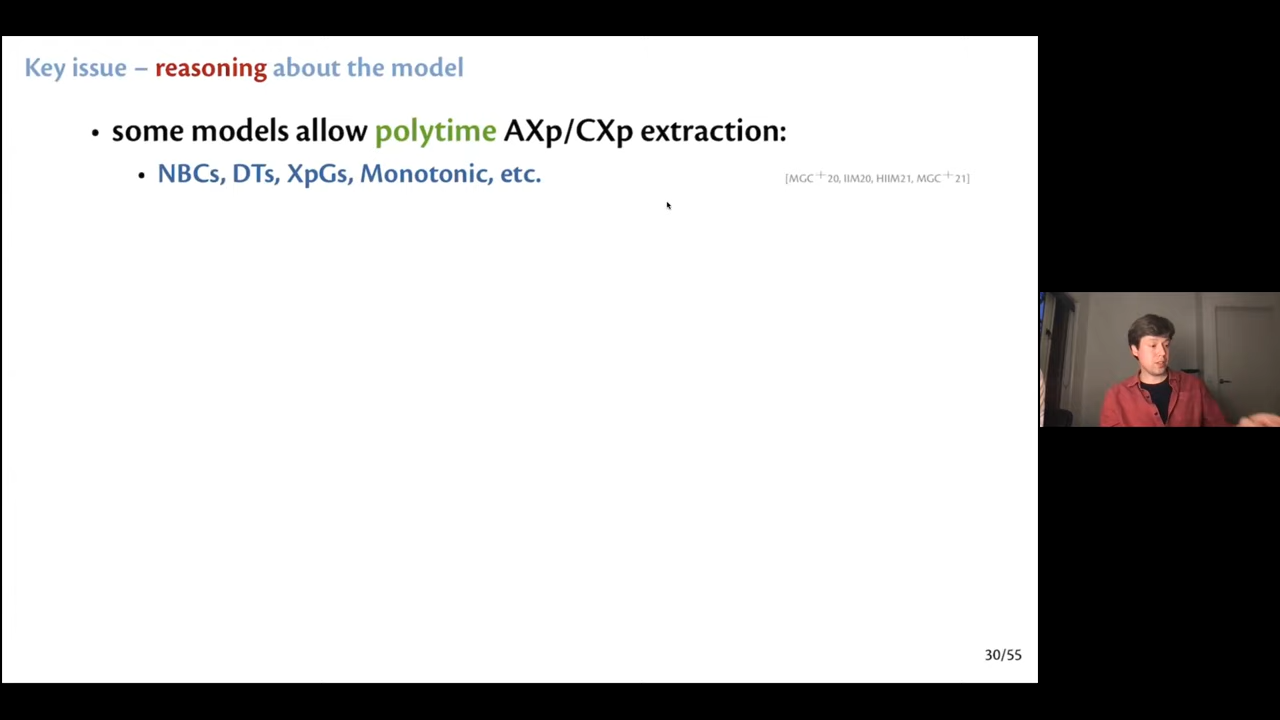 Key issue – reasoning about the model
• some models allow polytime AXp/CXp extraction:
• NBCs, DTs, XpGs, Monotonic, etc. [MGC+20, IIM20, HIIM21, MGC+21]
30/55